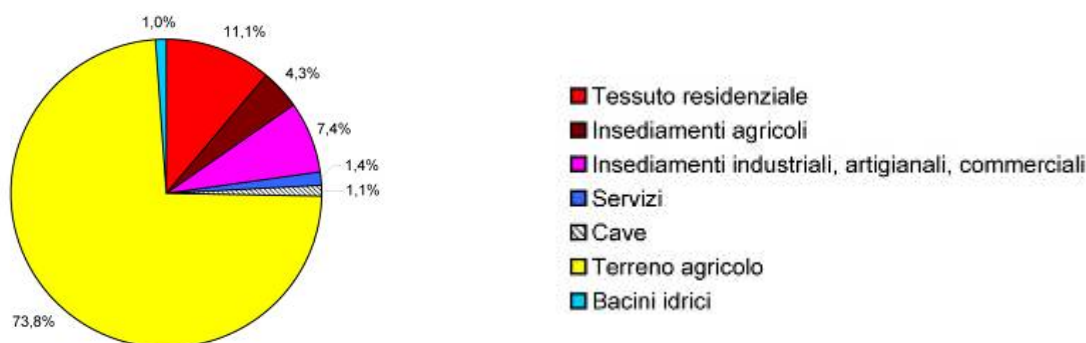 1,0%
11,1%
4,3%
7,4%
1,4%
1,1%
73,8%
Tessuto residenziale
Insediamenti agricoli
Insediamenti industriali, artigianali, commerciali
Servizi
Cave
Terreno agricolo
Bacini idrici